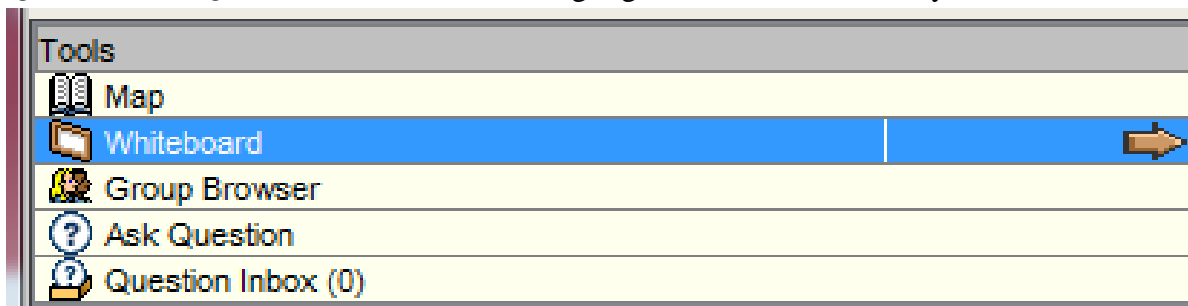 Tools
Map
Whiteboard
Group Browser
Ask Question
Question Inbox (0)